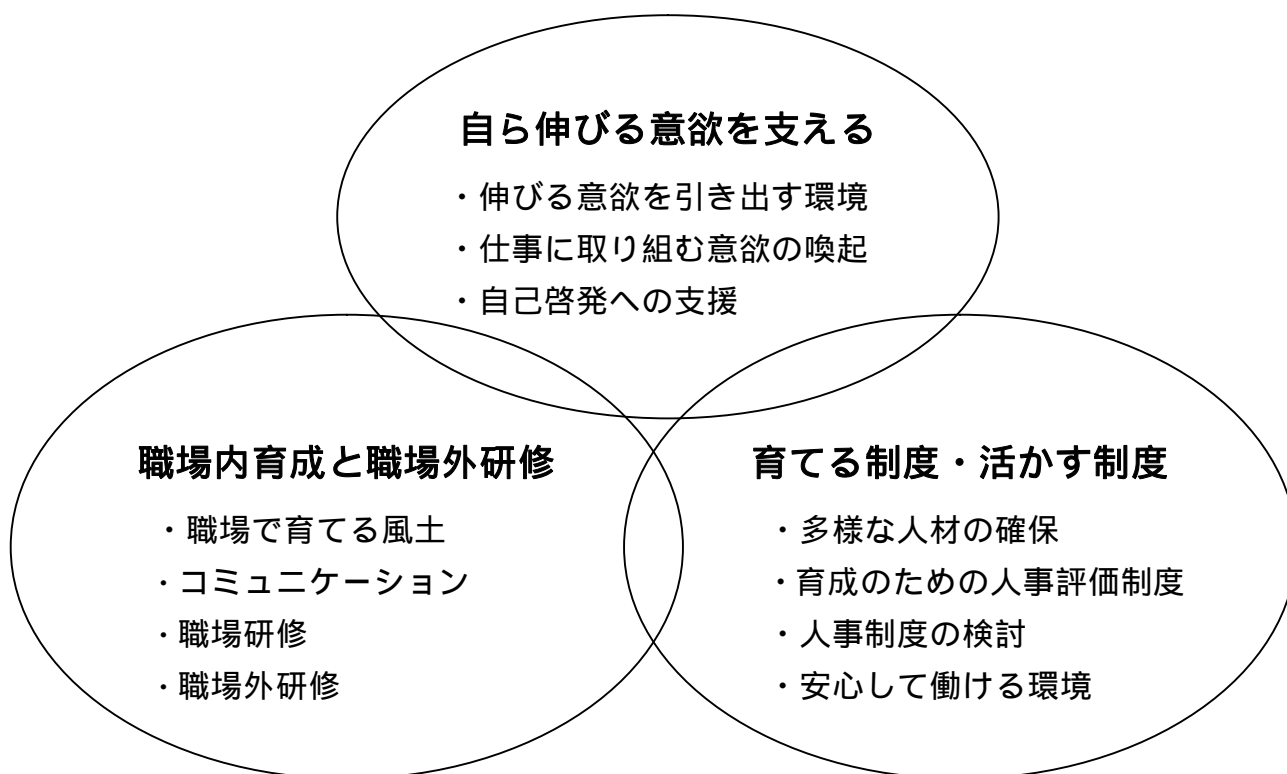 自ら伸びる意欲を支える
・伸びる意欲を引き出す環境
・仕事に取り組む意欲の喚起
・自己啓発への支援
職場内育成と職場外研修
・職場で育てる風土
・コミュニケーション
・職場研修
・職場外研修
育てる制度・活かす制度
・多様な人材の確保
・育成のための人事評価制度
・人事制度の検討
・安心して働ける環境